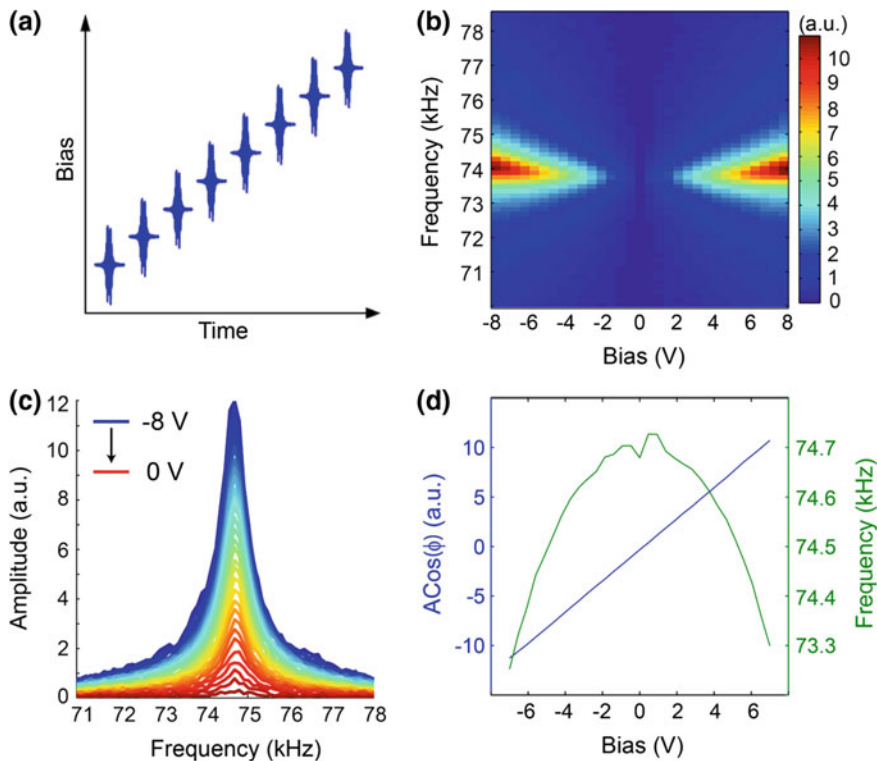 (a)
Bias
Time
(b)
(a.u.)
78
77
76
75
74
73
72
71
Frequency (kHz)
-8 -6 -4 -2 0 2 4 6 8
Bias (V)
10
9
8
7
6
5
4
3
2
1
0
(c)
-8 V
0 V
12
10
8
6
4
2
0
Amplitude (a.u.)
71 72 73 74 75 76 77 78
Frequency (kHz)
(d)
10
5
0
-5
-10
ACos(ϕ) (a.u.)
74.7
74.6
74.5
74.4
73.3
Frequency (kHz)
-6 -4 -2 0 2 4 6
Bias (V)